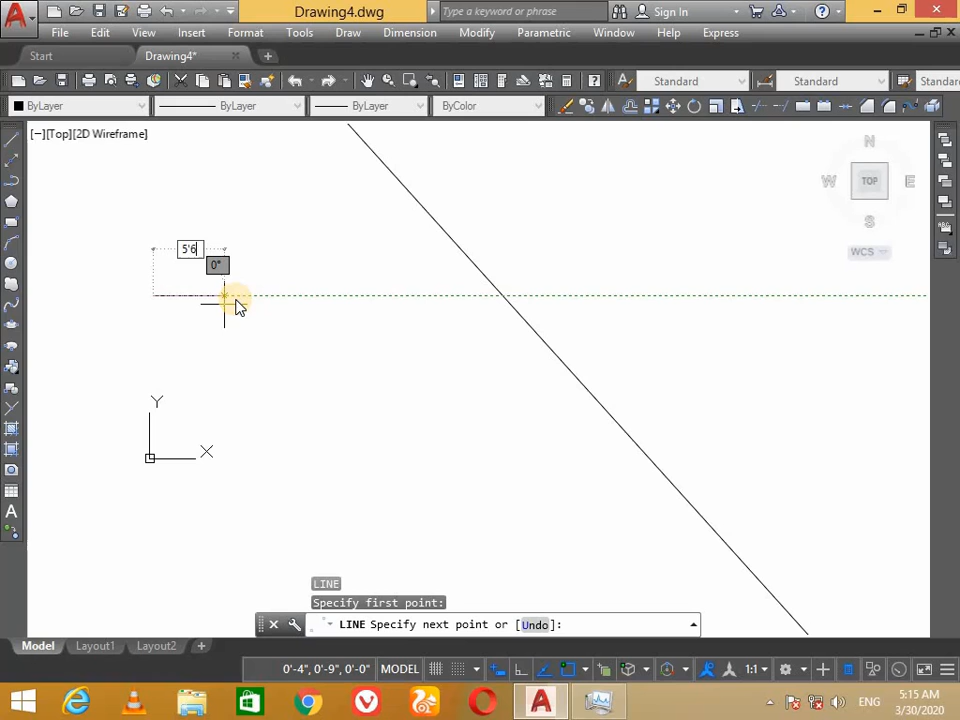 Drawing4.dwg
Type a keyword or phrase
Sign In
File Edit View Insert Format Tools Draw Dimension Modify Parametric Window Help Express
Start Drawing4*
Standard Standard Standard
ByLayer ByLayer ByLayer ByColor
[−][Top][2D Wireframe]
N
W TOP E
S
WCS
5'6
0°
Y
X
A
LINE
Specify first point:
LINE Specify next point or [Undo]:
Model Layout1 Layout2
0'-4", 0'-9", 0'-0" MODEL 1:1
ENG
5:15 AM
3/30/2020